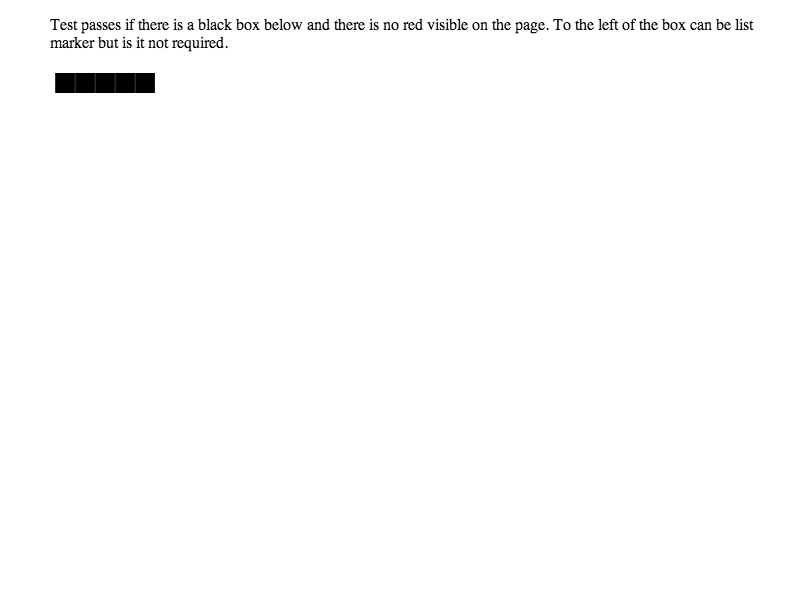 Test passes if there is a black box below and there is no red visible on the page. To the left of the box can be list
marker but is it not required.